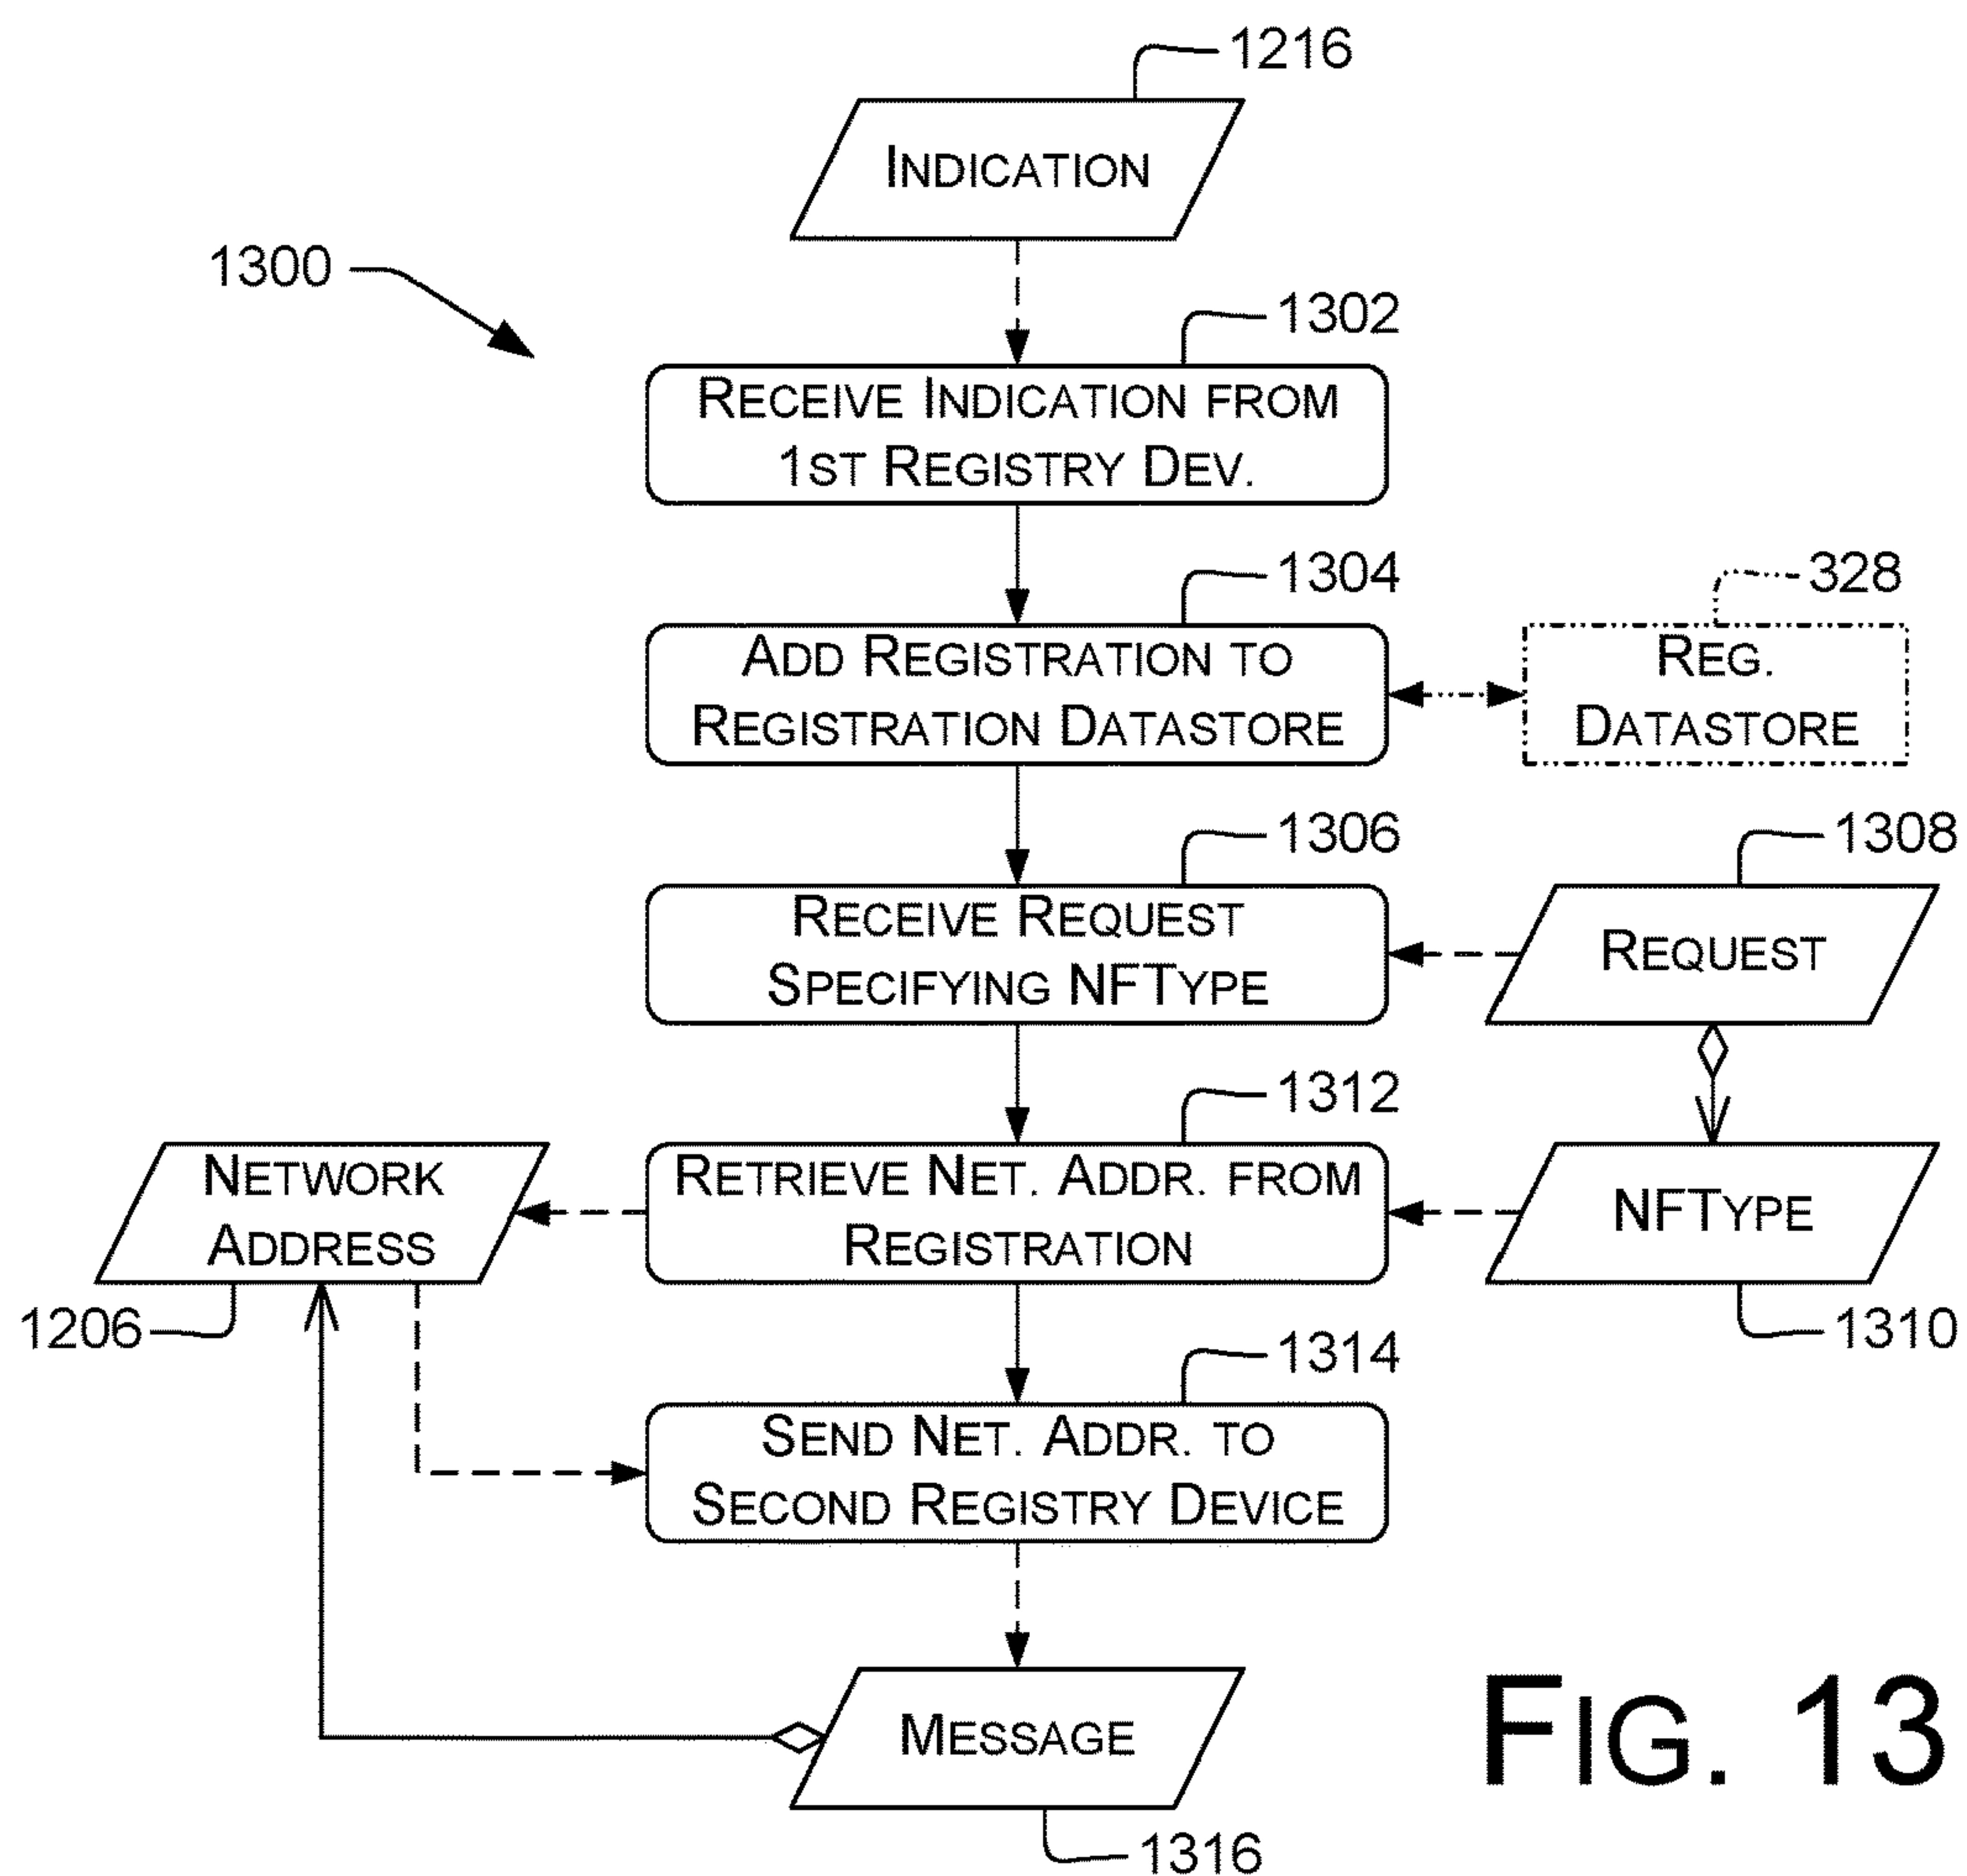 1216
INDICATION
1300
1302
RECEIVE INDICATION FROM
1ST REGISTRY DEV.
1304
328
ADD REGISTRATION TO
REGISTRATION DATASTORE
REG.
DATASTORE
1306
1308
RECEIVE REQUEST
SPECIFYING NFTYPE
REQUEST
1312
NETWORK
ADDRESS
RETRIEVE NET. ADDR. FROM
REGISTRATION
NFTYPE
1206
1310
1314
SEND NET. ADDR. TO
SECOND REGISTRY DEVICE
MESSAGE
1316
FIG. 13